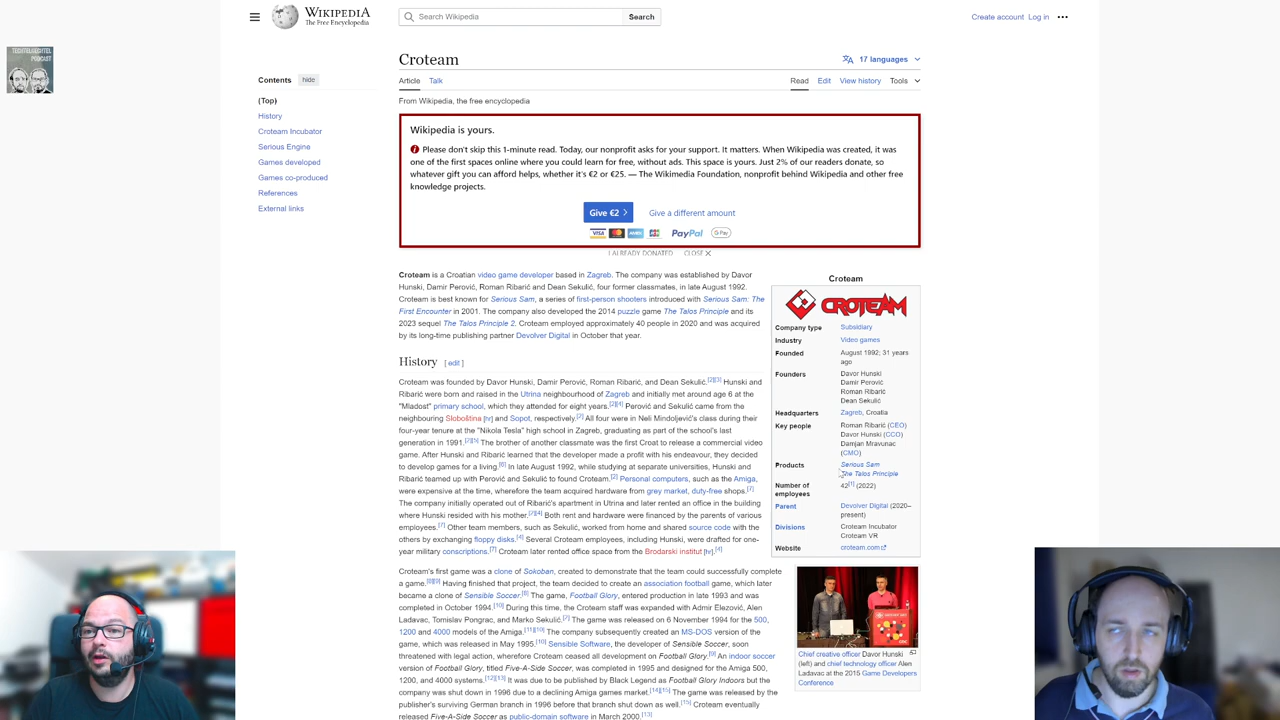 WIKIPEDIA
The Free Encyclopedia
Search Wikipedia
Search
Create account Log in
TECHTELMECHTEL
PODCAST
Contents hide
(Top)
History
Croteam Incubator
Serious Engine
Games developed
Games co-produced
References
External links
Croteam
17 languages
Article Talk
Read Edit View history Tools
From Wikipedia, the free encyclopedia
Wikipedia is yours.
Please don't skip this 1-minute read. Today, our nonprofit asks for your support. It matters. When Wikipedia was created, it was
one of the first spaces online where you could learn for free, without ads. This space is yours. Just 2% of our readers donate, so
whatever gift you can afford helps, whether it's €2 or €25. — The Wikimedia Foundation, nonprofit behind Wikipedia and other free
knowledge projects.
Give €2 Give a different amount
VISA AMEX JCB PayPal G Pay
I ALREADY DONATED CLOSE
Croteam is a Croatian video game developer based in Zagreb. The company was established by Davor
Hunski, Damir Perović, Roman Ribarić and Dean Sekulić, four former classmates, in late August 1992.
Croteam is best known for Serious Sam, a series of first-person shooters introduced with Serious Sam: The
First Encounter in 2001. The company also developed the 2014 puzzle game The Talos Principle and its
2023 sequel The Talos Principle 2. Croteam employed approximately 40 people in 2020 and was acquired
by its long-time publishing partner Devolver Digital in October that year.
History [ edit ]
Croteam was founded by Davor Hunski, Damir Perović, Roman Ribarić, and Dean Sekulić.[2][3] Hunski and
Ribarić were born and raised in the Utrina neighbourhood of Zagreb and initially met around age 6 at the
"Mladost" primary school, which they attended for eight years.[2][4] Perović and Sekulić came from the
neighbouring Sloboština [hr] and Sopot, respectively.[2] All four were in Neli Mindoljević's class during their
four-year tenure at the "Nikola Tesla" high school in Zagreb, graduating as part of the school's last
generation in 1991.[2][5] The brother of another classmate was the first Croat to release a commercial video
game. After Hunski and Ribarić learned that the developer made a profit with his endeavour, they decided
to develop games for a living.[6] In late August 1992, while studying at separate universities, Hunski and
Ribarić teamed up with Perović and Sekulić to found Croteam.[2] Personal computers, such as the Amiga,
were expensive at the time, wherefore the team acquired hardware from grey market, duty-free shops.[7]
The company initially operated out of Ribarić's apartment in Utrina and later rented an office in the building
where Hunski resided with his mother.[2][4] Both rent and hardware were financed by the parents of various
employees.[7] Other team members, such as Sekulić, worked from home and shared source code with the
others by exchanging floppy disks.[4] Several Croteam employees, including Hunski, were drafted for one-
year military conscriptions.[7] Croteam later rented office space from the Brodarski institut [hr].[4]
Croteam's first game was a clone of Sokoban, created to demonstrate that the team could successfully complete
a game.[8][9] Having finished that project, the team decided to create an association football game, which later
became a clone of Sensible Soccer.[8] The game, Football Glory, entered production in late 1993 and was
completed in October 1994.[10] During this time, the Croteam staff was expanded with Admir Elezović, Alen
Ladavac, Tomislav Pongrac, and Marko Sekulić.[2] The game was released on 6 November 1994 for the 500,
1200 and 4000 models of the Amiga.[11][10] The company subsequently created an MS-DOS version of the
game, which was released in May 1995.[10] Sensible Software, the developer of Sensible Soccer, soon
threatened with legal action, wherefore Croteam ceased all development on Football Glory.[9] An indoor soccer
version of Football Glory, titled Five-A-Side Soccer, was completed in 1995 and designed for the Amiga 500,
1200, and 4000 systems.[12][13] It was due to be published by Black Legend as Football Glory Indoors but the
company was shut down in 1996 due to a declining Amiga games market.[14][15] The game was released by the
publisher's surviving German branch in 1996 before that branch shut down as well.[15] Croteam eventually
released Five-A-Side Soccer as public-domain software in March 2000.[13]
Croteam
CROTEAM
Company type Subsidiary
Industry Video games
Founded August 1992; 31 years
ago
Founders Davor Hunski
Damir Perović
Roman Ribarić
Dean Sekulić
Headquarters Zagreb, Croatia
Key people Roman Ribarić (CEO)
Davor Hunski (CCO)
Damjan Mravunac
(CMO)
Products Serious Sam
The Talos Principle
Number of employees 42[1] (2022)
Parent Devolver Digital (2020–
present)
Divisions Croteam Incubator
Croteam VR
Website croteam.com
Chief creative officer Davor Hunski
(left) and chief technology officer Alen
Ladavac at the 2015 Game Developers
Conference